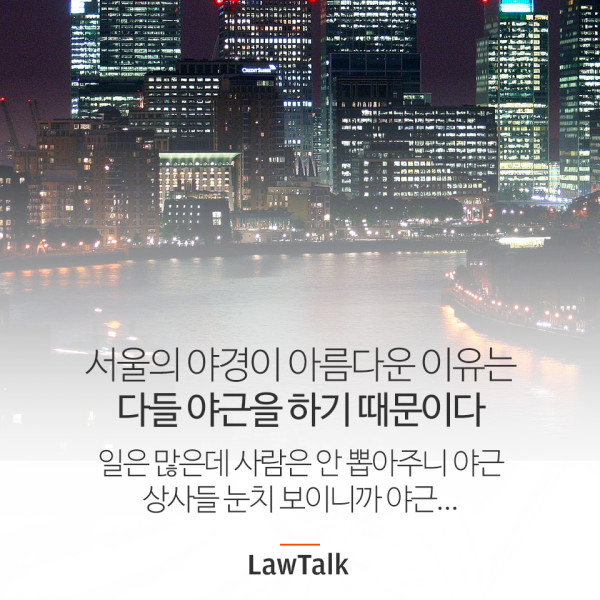 CREDIT SUISSE
서울의 야경이 아름다운 이유는
다들 야근을 하기 때문이다
일은 많은데 사람은 안 뽑아주니 야근
상사들 눈치 보이니까 야근...
LawTalk